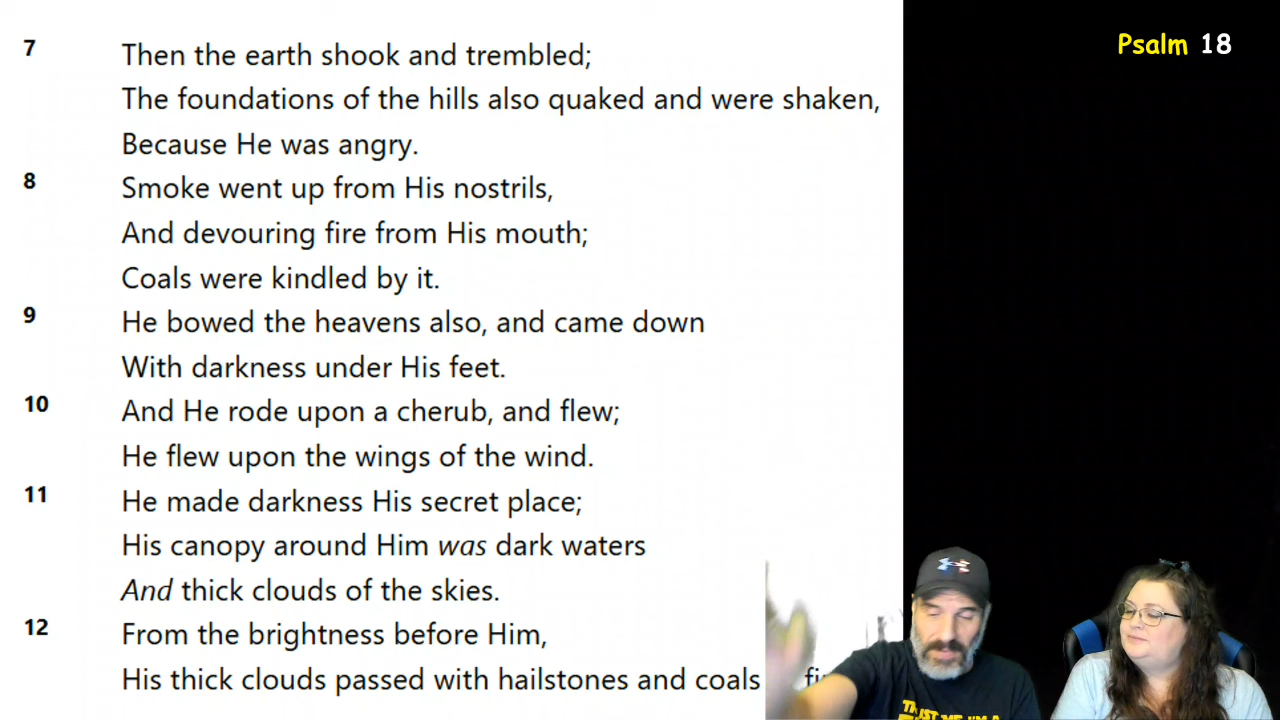 Psalm 18
7 Then the earth shook and trembled;
The foundations of the hills also quaked and were shaken,
Because He was angry.
8 Smoke went up from His nostrils,
And devouring fire from His mouth;
Coals were kindled by it.
9 He bowed the heavens also, and came down
With darkness under His feet.
10 And He rode upon a cherub, and flew;
He flew upon the wings of the wind.
11 He made darkness His secret place;
His canopy around Him was dark waters
And thick clouds of the skies.
12 From the brightness before Him,
His thick clouds passed with hailstones and coals
TRUST ME I'M A